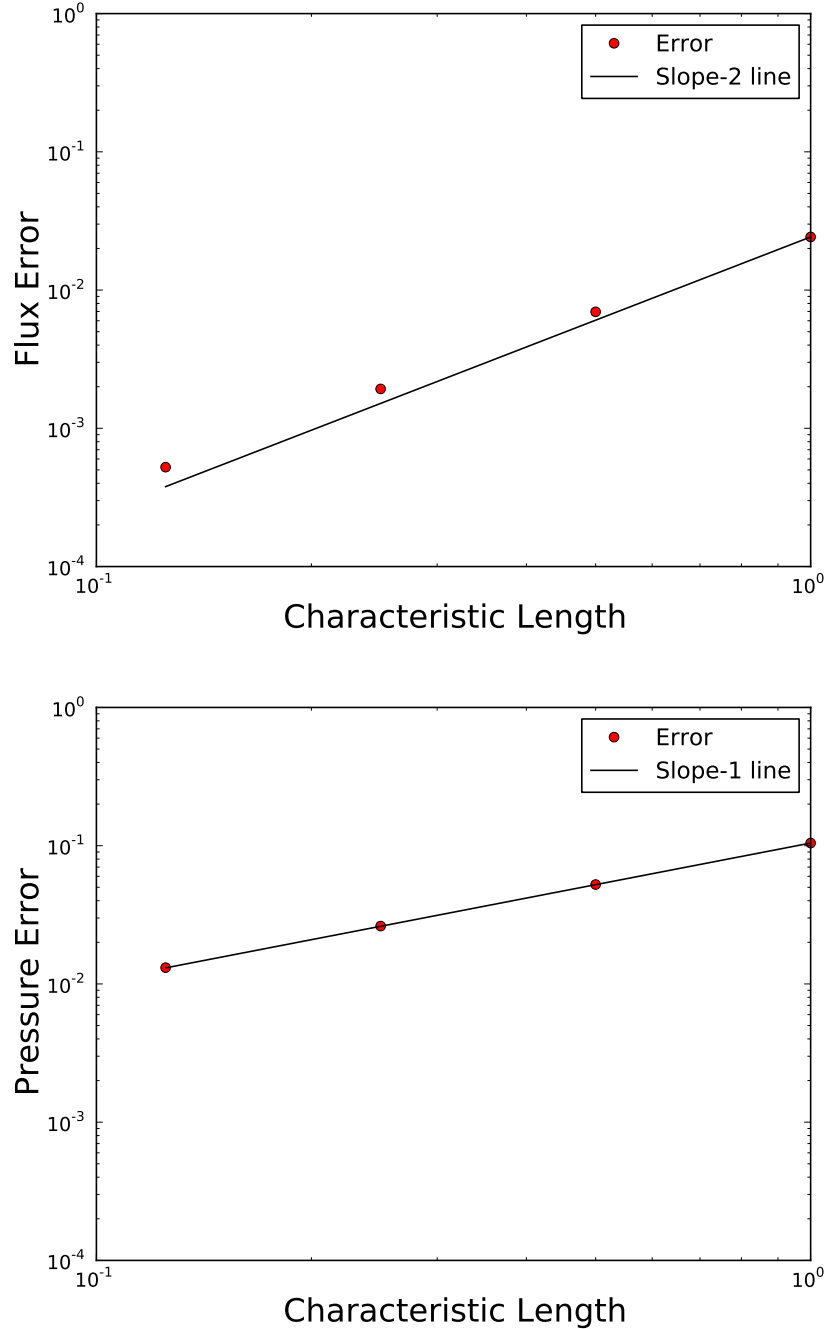 10^0
Error
Slope-2 line
10^-1
Flux Error
10^-2
10^-3
10^-4
10^-1 10^0
Characteristic Length
10^0
Error
Slope-1 line
10^-1
Pressure Error
10^-2
10^-3
10^-4
10^-1 10^0
Characteristic Length